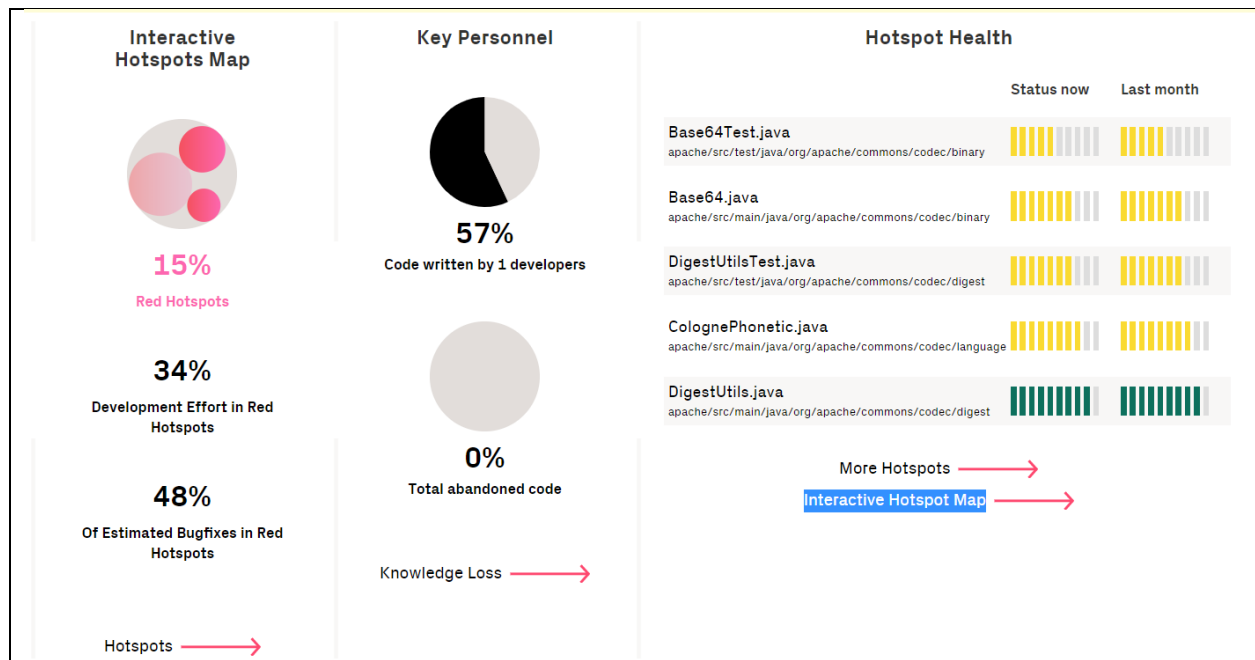 Interactive
Hotspots Map
15%
Red Hotspots
34%
Development Effort in Red
Hotspots
48%
Of Estimated Bugfixes in Red
Hotspots
Hotspots
Key Personnel
57%
Code written by 1 developers
0%
Total abandoned code
Knowledge Loss
Hotspot Health
Status now Last month
Base64Test.java
apache/src/test/java/org/apache/commons/codec/binary
Base64.java
apache/src/main/java/org/apache/commons/codec/binary
DigestUtilsTest.java
apache/src/test/java/org/apache/commons/codec/digest
ColognePhonetic.java
apache/src/main/java/org/apache/commons/codec/language
DigestUtils.java
apache/src/main/java/org/apache/commons/codec/digest
More Hotspots
Interactive Hotspot Map